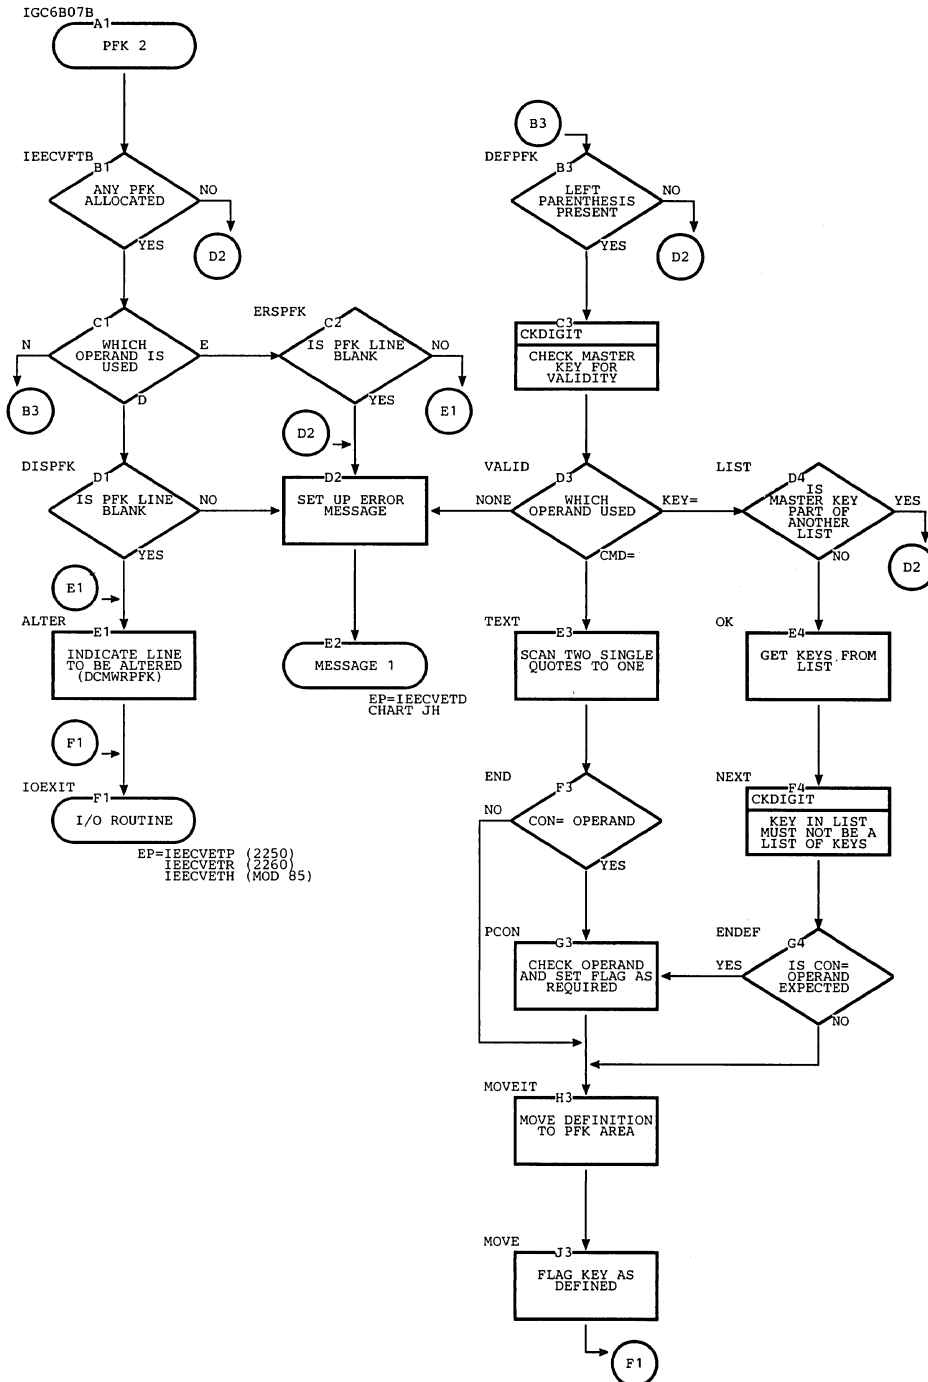 IGC6B07B
A1
PFK 2
IEECVFTB
B1
ANY PFK
ALLOCATED
NO
D2
YES
C1
WHICH
OPERAND IS
USED
N
B3
E
D
ERSPFK
C2
IS PFK LINE
BLANK
NO
E1
YES
D2
DISPFK
D1
IS PFK LINE
BLANK
NO
YES
D2
SET UP ERROR
MESSAGE
E1
ALTER
E1
INDICATE LINE
TO BE ALTERED
(DCMWRPFK)
E2
MESSAGE 1
EP=IEECVETD
CHART JH
F1
IOEXIT
F1
I/O ROUTINE
EP=IEECVETP (2250)
IEECVETR (2260)
IEECVETH (MOD 85)
B3
DEFPFK
B3
LEFT
PARENTHESIS
PRESENT
NO
D2
YES
C3
CKDIGIT
CHECK MASTER
KEY FOR
VALIDITY
VALID
D3
WHICH
OPERAND USED
NONE
KEY=
CMD=
LIST
D4
IS
MASTER KEY
PART OF
ANOTHER
LIST
YES
D2
NO
TEXT
E3
SCAN TWO SINGLE
QUOTES TO ONE
OK
E4
GET KEYS FROM
LIST
END
F3
CON= OPERAND
NO
YES
NEXT
F4
CKDIGIT
KEY IN LIST
MUST NOT BE A
LIST OF KEYS
PCON
G3
CHECK OPERAND
AND SET FLAG AS
REQUIRED
ENDEF
G4
IS CON=
OPERAND
EXPECTED
YES
NO
MOVEIT
H3
MOVE DEFINITION
TO PFK AREA
MOVE
J3
FLAG KEY AS
DEFINED
F1